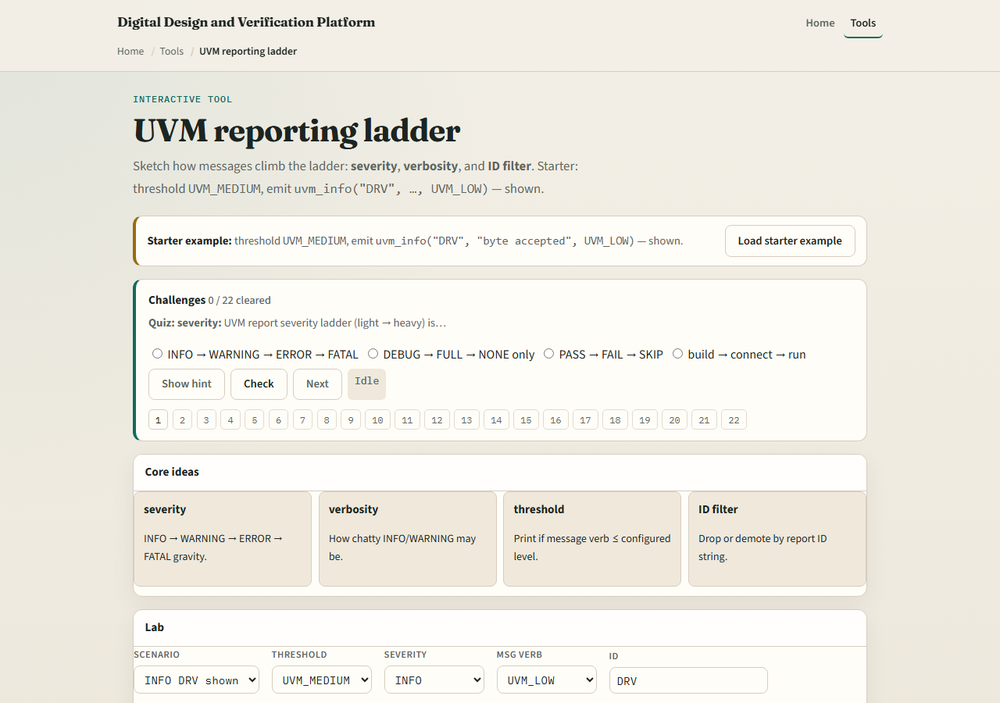 Digital Design and Verification Platform
Home
Tools
Home / Tools / UVM reporting ladder
INTERACTIVE TOOL
UVM reporting ladder
Sketch how messages climb the ladder: severity, verbosity, and ID filter. Starter:
threshold UVM_MEDIUM, emit uvm_info("DRV", …, UVM_LOW) — shown.
Starter example: threshold UVM_MEDIUM, emit uvm_info("DRV", "byte accepted", UVM_LOW) — shown.
Load starter example
Challenges 0 / 22 cleared
Quiz: severity: UVM report severity ladder (light → heavy) is…
INFO → WARNING → ERROR → FATAL
DEBUG → FULL → NONE only
PASS → FAIL → SKIP
build → connect → run
Show hint
Check
Next
Idle
1 2 3 4 5 6 7 8 9 10 11 12 13 14 15 16 17 18 19 20 21 22
Core ideas
severity
INFO → WARNING → ERROR →
FATAL gravity.
verbosity
How chatty INFO/WARNING may
be.
threshold
Print if message verb ≤ configured
level.
ID filter
Drop or demote by report ID
string.
Lab
SCENARIO
INFO DRV shown
THRESHOLD
UVM_MEDIUM
SEVERITY
INFO
MSG VERB
UVM_LOW
ID
DRV